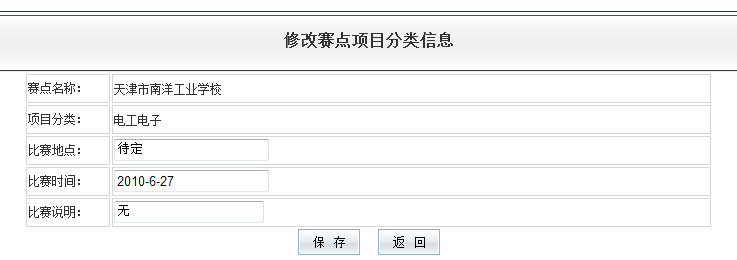 修改赛点项目分类信息
赛点名称： 天津市南洋工业学校
项目分类： 电工电子
比赛地点： 待定
比赛时间： 2010-6-27
比赛说明： 无
保 存 返 回